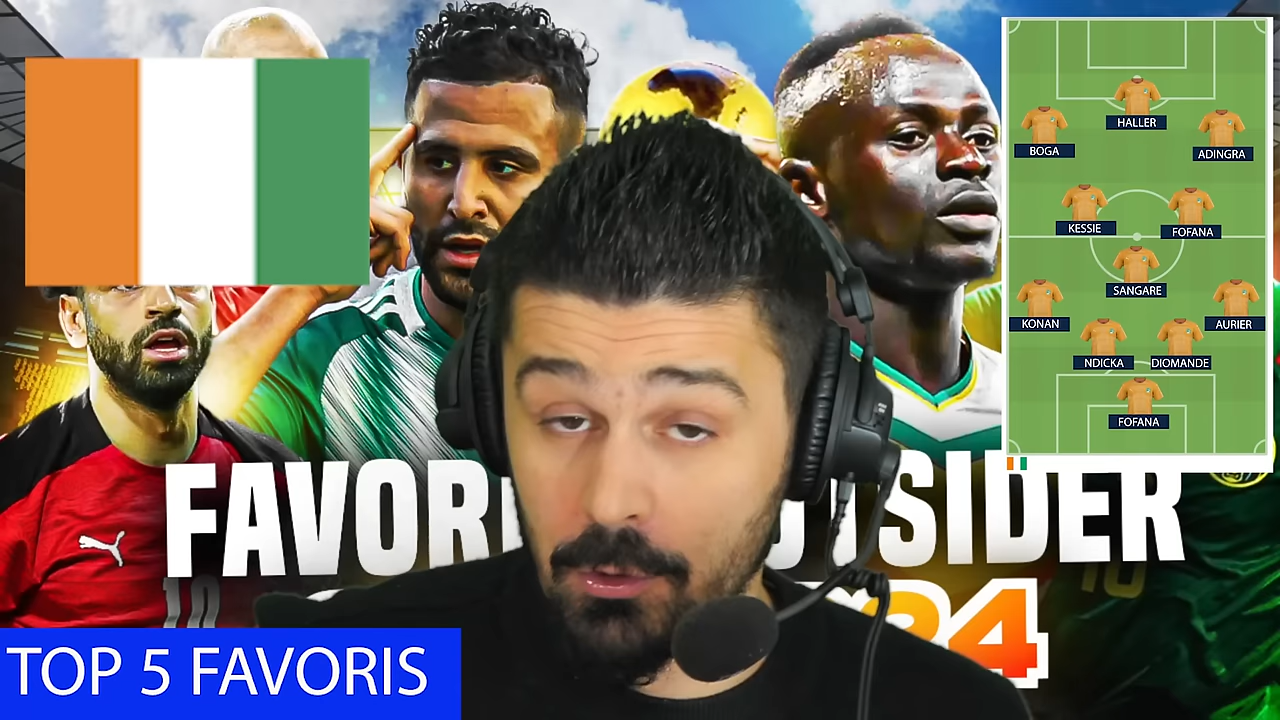 HALLER
BOGA
ADINGRA
KESSIE
FOFANA
SANGARE
KONAN
AURIER
NDICKA
DIOMANDE
FOFANA
TOP 5 FAVORIS